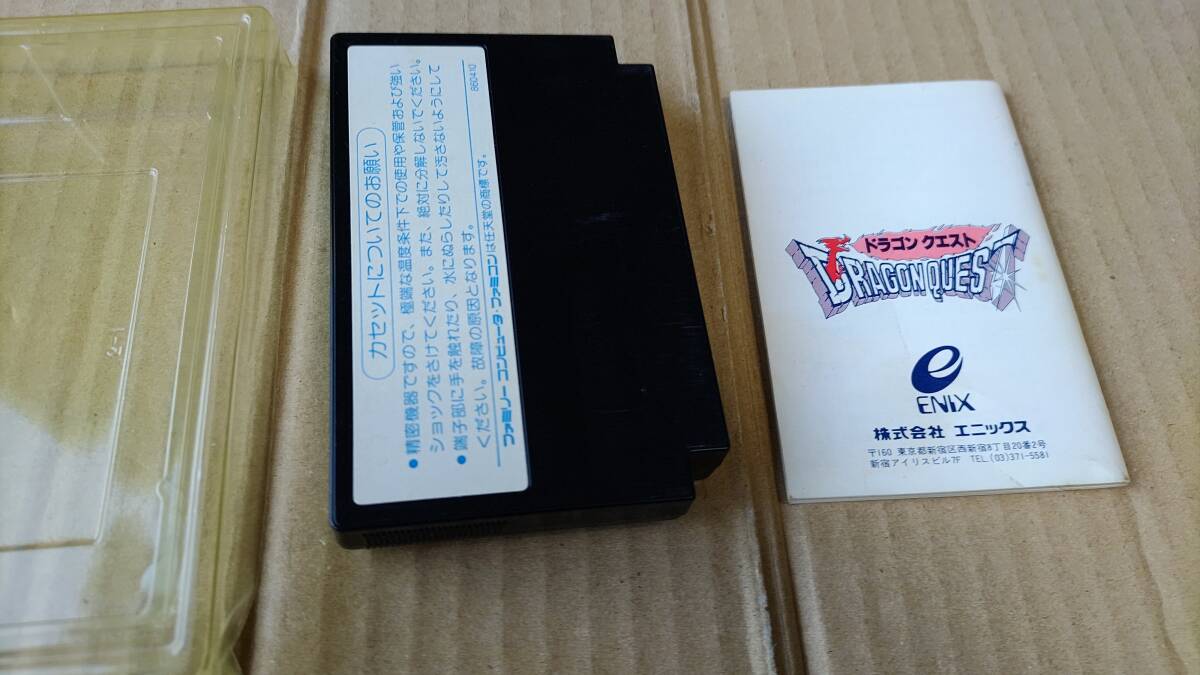 カセットについてのお願い
●精密機器ですので、極端な温度条件下での使用や保管および強い
ショックをさけてください。また、絶対に分解しないでください。
●端子部に手を触れたり、水にぬらしたりして汚さないようにして
ください。故障の原因となります。
ファミリー コンピュータ・ファミコンは任天堂の商標です。
860410
ドラゴン クエスト
DRAGON QUEST
e
ENIX
株式会社 エニックス
〒160 東京都新宿区西新宿8丁目20番2号
新宿アイリスビル7F TEL.(03)371-5581